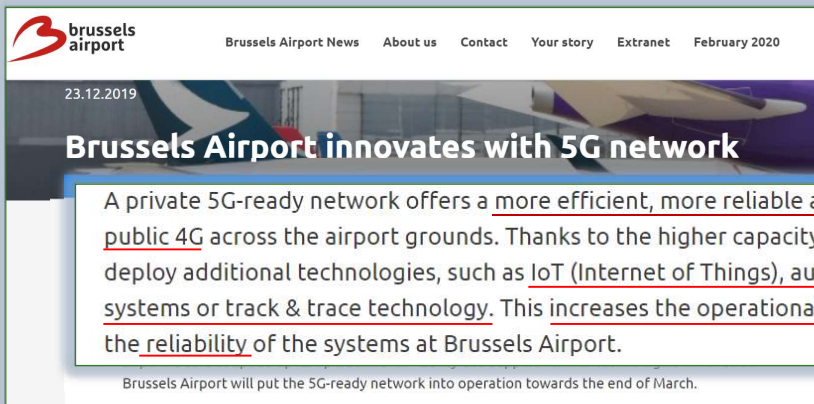 brussels
airport
Brussels Airport News About us Contact Your story Extranet February 2020
23.12.2019
Brussels Airport innovates with 5G network
A private 5G-ready network offers a more efficient, more reliable a
public 4G across the airport grounds. Thanks to the higher capacity
deploy additional technologies, such as IoT (Internet of Things), au
systems or track & trace technology. This increases the operationa
the reliability of the systems at Brussels Airport.
Brussels Airport will put the 5G-ready network into operation towards the end of March.